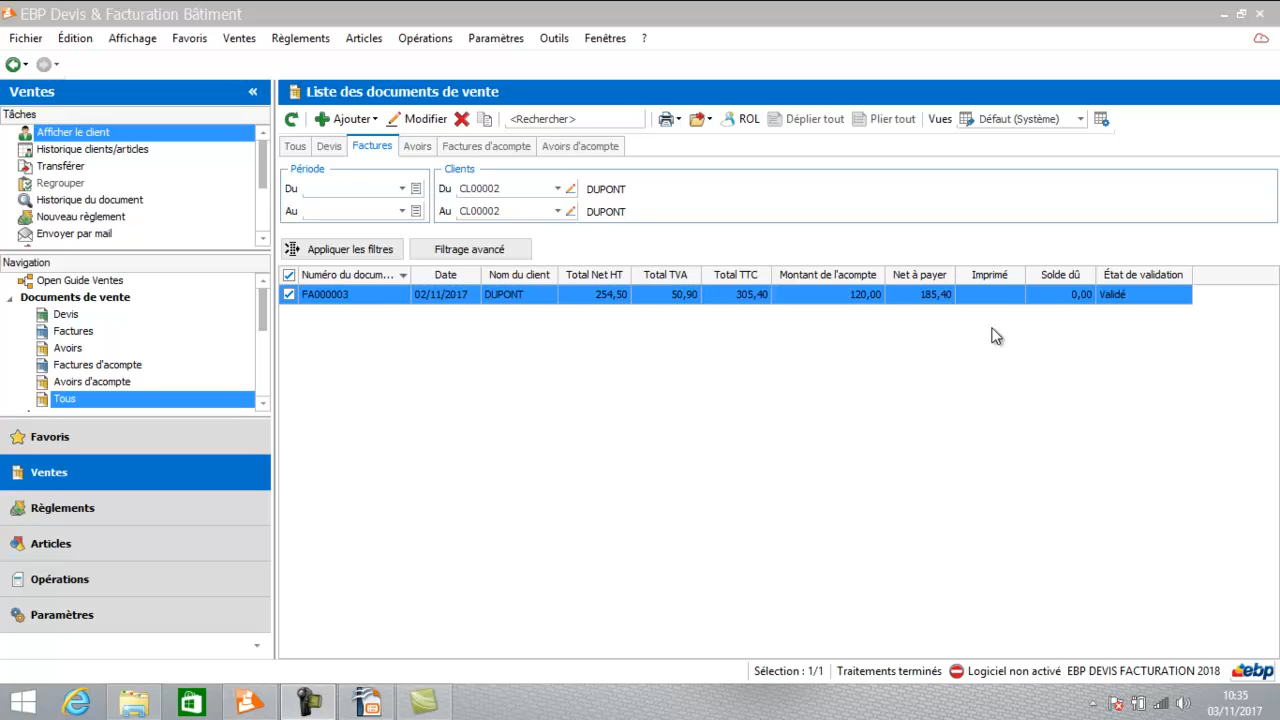 EBP Devis & Facturation Bâtiment
Fichier Édition Affichage Favoris Ventes Règlements Articles Opérations Paramètres Outils Fenêtres ?
Ventes «
Tâches
Afficher le client
Historique clients/articles
Transférer
Regrouper
Historique du document
Nouveau règlement
Envoyer par mail
Navigation
Open Guide Ventes
Documents de vente
Devis
Factures
Avoirs
Factures d'acompte
Avoirs d'acompte
Tous
Favoris
Ventes
Règlements
Articles
Opérations
Paramètres
Liste des documents de vente
Ajouter Modifier <Rechercher> ROL Déplier tout Plier tout Vues Défaut (Système)
Tous Devis Factures Avoirs Factures d'acompte Avoirs d'acompte
Période Clients
Du Du CL00002 DUPONT
Au Au CL00002 DUPONT
Appliquer les filtres Filtrage avancé
Numéro du docum... Date Nom du client Total Net HT Total TVA Total TTC Montant de l'acompte Net à payer Imprimé Solde dû État de validation
FA000003 02/11/2017 DUPONT 254,50 50,90 305,40 120,00 185,40 0,00 Validé
Sélection : 1/1 Traitements terminés Logiciel non activé EBP DEVIS FACTURATION 2018 ebp
10:35
03/11/2017